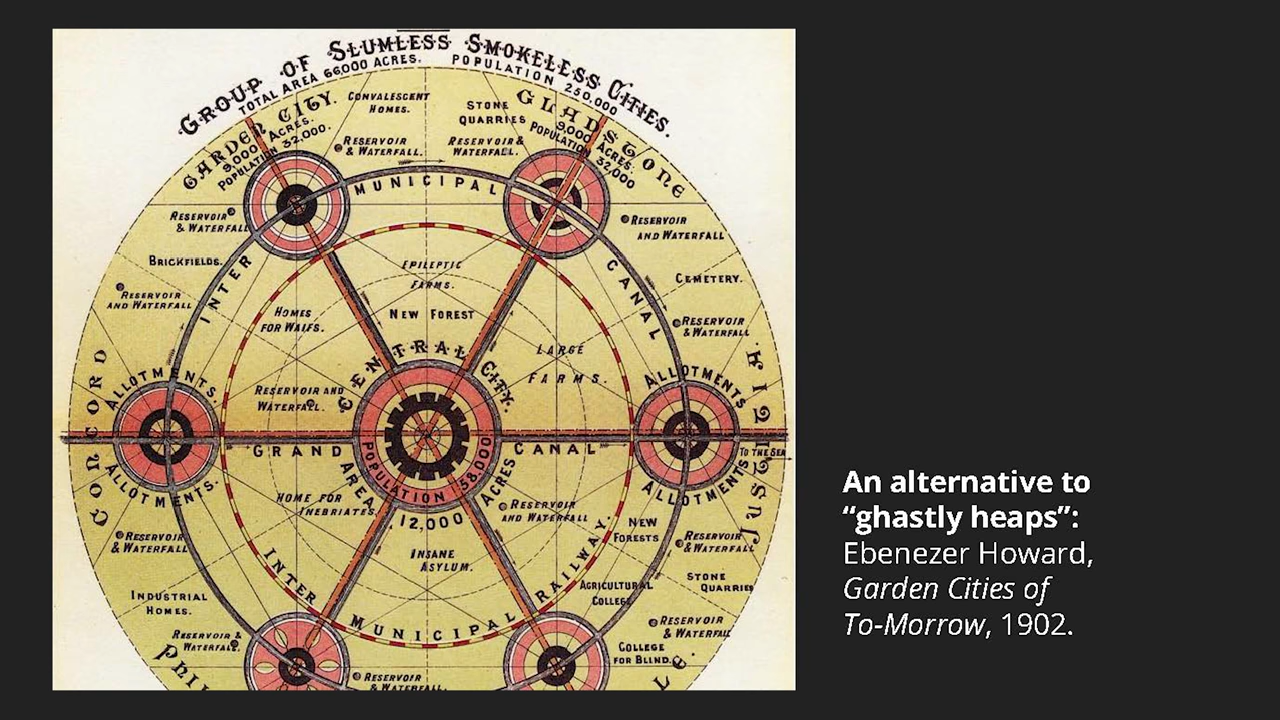 GROUP OF SLUMLESS SMOKELESS CITIES.
TOTAL AREA 66000 ACRES. POPULATION 250,000
GARDEN CITY.
9,000 ACRES.
POPULATION 32,000.
CONVALESCENT
HOMES.
STONE
QUARRIES
GLADSTONE
9,000 ACRES.
POPULATION 32,000
RESERVOIR
& WATERFALL
RESERVOIR &
WATERFALL.
INTER MUNICIPAL CANAL
RESERVOIR
& WATERFALL
RESERVOIR
AND WATERFALL
BRICKFIELDS.
EPILEPTIC
FARMS.
CEMETERY.
RESERVOIR
AND WATERFALL
HOMES
FOR WAIFS.
NEW FOREST
RESERVOIR
& WATERFALL
LARGE
FARMS.
CENTRAL CITY.
CONCORD
ALLOTMENTS.
RESERVOIR AND
WATERFALL.
ALLOTMENTS
JUSTITIA
TO THE SEA
GRAND CANAL
POPULATION 58,000
AREA 12,000 ACRES
ALLOTMENTS.
ALLOTMENTS
HOME FOR
INEBRIATES.
RESERVOIR
AND WATERFALL
NEW
FORESTS
RESERVOIR
& WATERFALL
RESERVOIR
& WATERFALL
INSANE
ASYLUM.
INTER MUNICIPAL RAILWAY.
STONE
QUARRIES
AGRICULTURAL
COLLEGE
INDUSTRIAL
HOMES.
RESERVOIR
& WATERFALL
RESERVOIR &
WATERFALL.
COLLEGE
FOR BLIND.
PHIL
RESERVOIR
& WATERFALL.
LE.
An alternative to
“ghastly heaps”:
Ebenezer Howard,
Garden Cities of
To-Morrow, 1902.